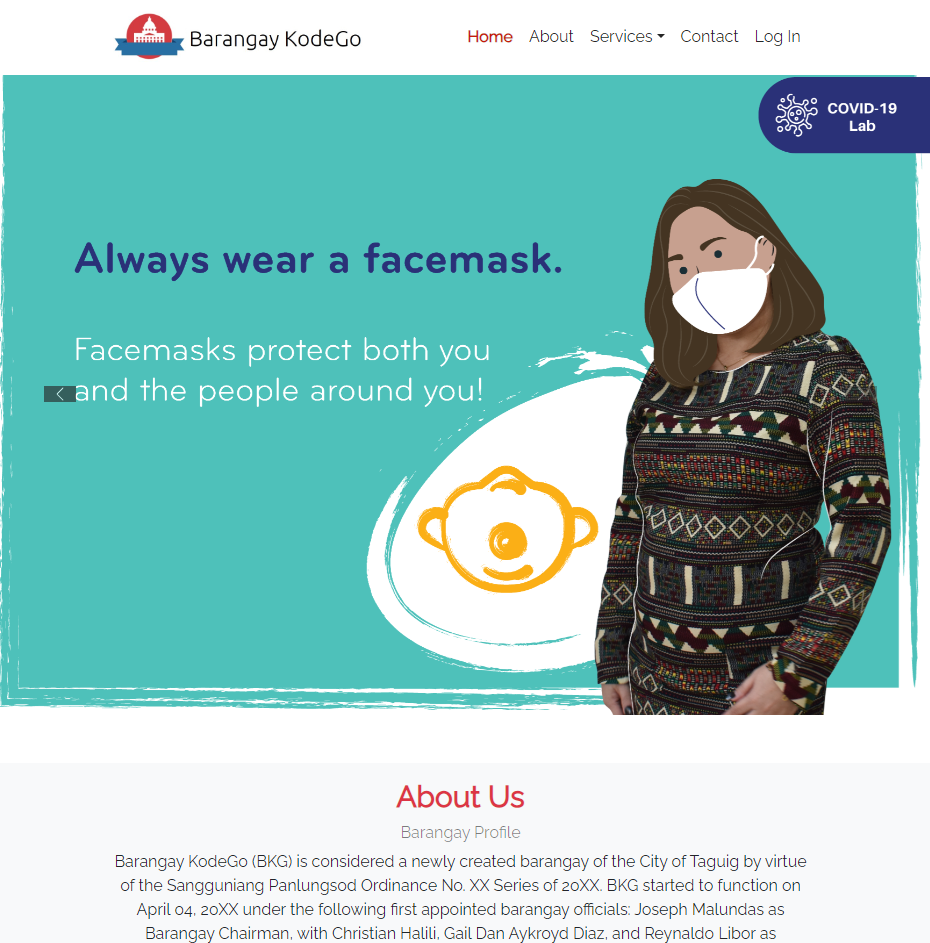 Barangay KodeGo
Home About Services Contact Log In
COVID-19
Lab
Always wear a facemask.
Facemasks protect both you
and the people around you!
About Us
Barangay Profile
Barangay KodeGo (BKG) is considered a newly created barangay of the City of Taguig by virtue
of the Sangguniang Panlungsod Ordinance No. XX Series of 20XX. BKG started to function on
April 04, 20XX under the following first appointed barangay officials: Joseph Malundas as
Barangay Chairman, with Christian Halili, Gail Dan Aykroyd Diaz, and Reynaldo Libor as